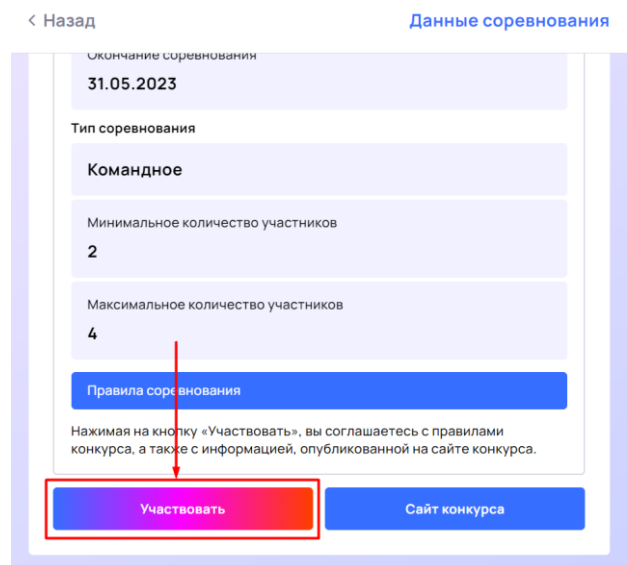 < Назад
Данные соревнования
Окончание соревнования
31.05.2023
Тип соревнования
Командное
Минимальное количество участников
2
Максимальное количество участников
4
Правила соревнования
Нажимая на кнопку «Участвовать», вы соглашаетесь с правилами
конкурса, а также с информацией, опубликованной на сайте конкурса.
Участвовать
Сайт конкурса